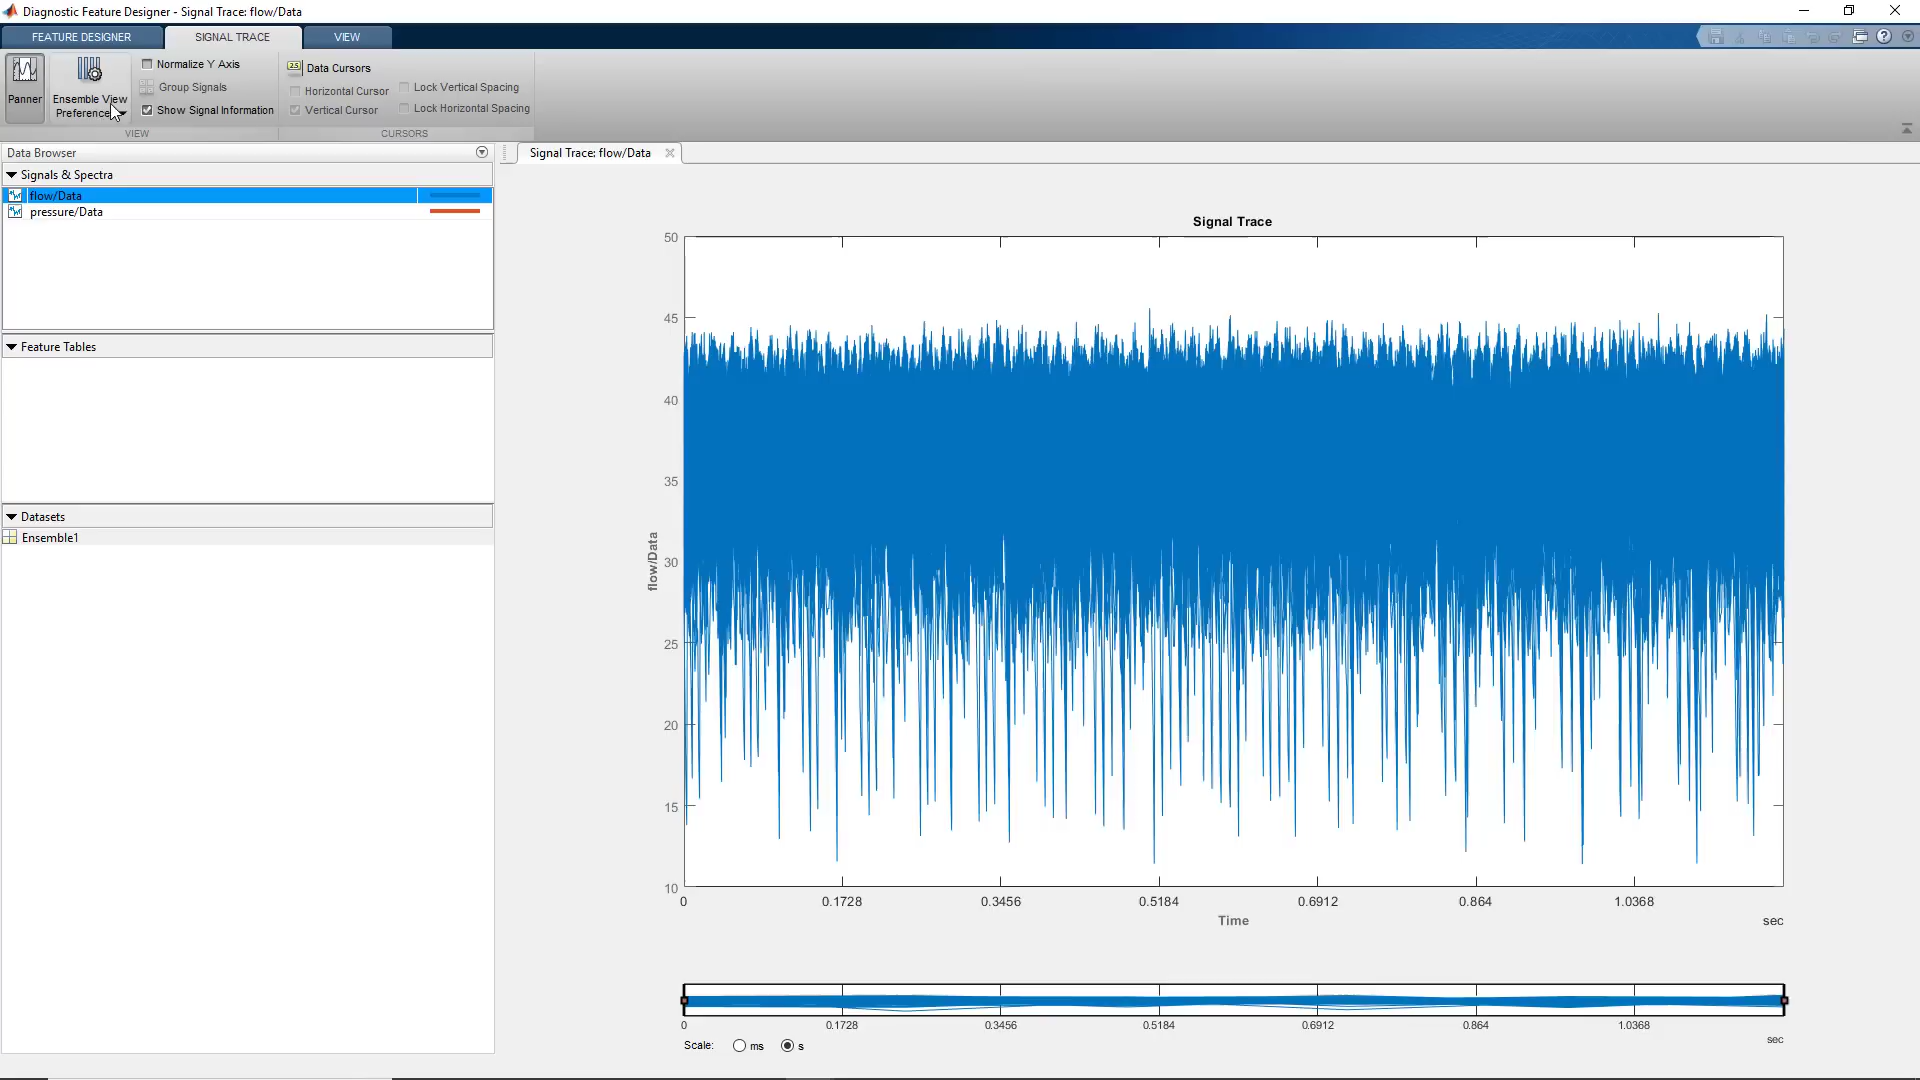 Diagnostic Feature Designer - Signal Trace: flow/Data
FEATURE DESIGNER
SIGNAL TRACE
VIEW
Panner
Ensemble View
Preferences
Normalize Y Axis
Group Signals
Show Signal Information
VIEW
Data Cursors
Horizontal Cursor
Vertical Cursor
Lock Vertical Spacing
Lock Horizontal Spacing
CURSORS
Data Browser
Signals & Spectra
flow/Data
pressure/Data
Feature Tables
Datasets
Ensemble1
Signal Trace: flow/Data
Signal Trace
50
45
40
35
30
25
20
15
10
flow/Data
0 0.1728 0.3456 0.5184 0.6912 0.864 1.0368
Time
sec
0 0.1728 0.3456 0.5184 0.6912 0.864 1.0368
sec
Scale: ms s